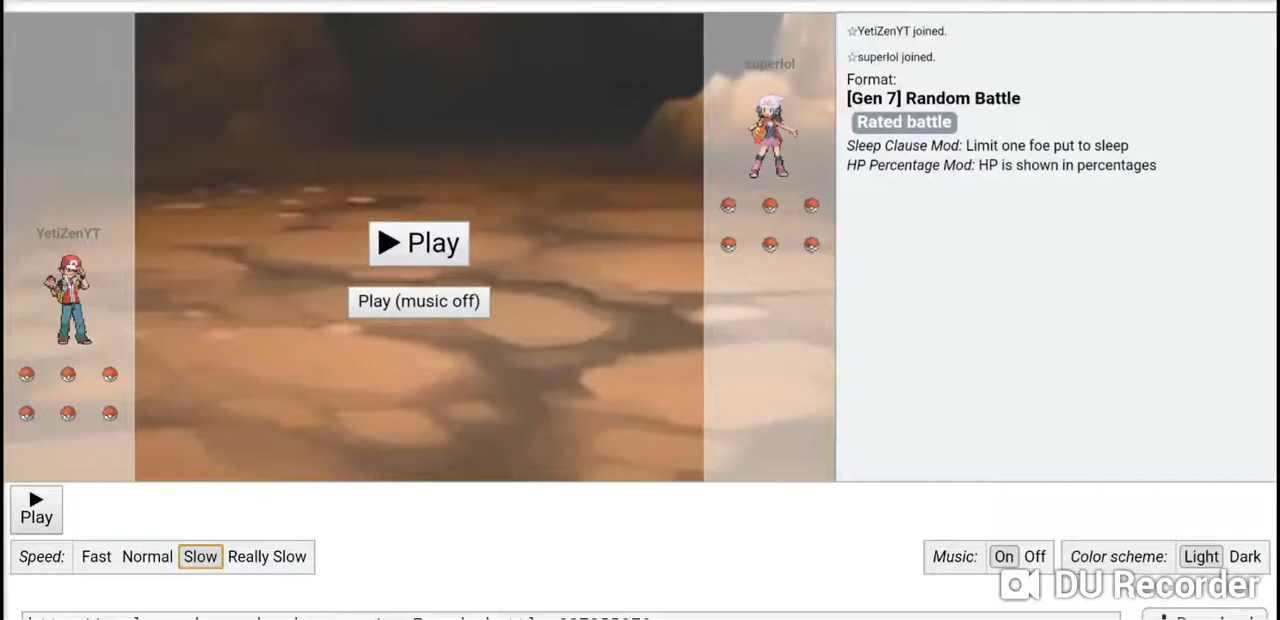 ☆YetiZenYT joined.
☆superlol joined.
Format:
[Gen 7] Random Battle
Rated battle
Sleep Clause Mod: Limit one foe put to sleep
HP Percentage Mod: HP is shown in percentages
superlol
YetiZenYT
▶ Play
Play (music off)
▶
Play
Speed: Fast Normal Slow Really Slow
Music: On Off
Color scheme: Light Dark
DU Recorder